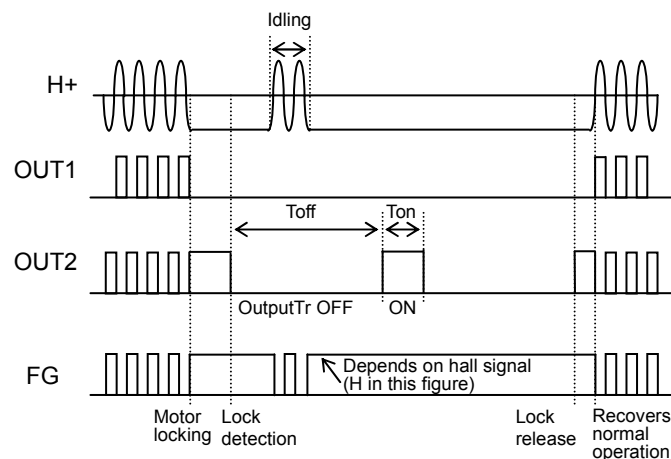 Idling
H+
OUT1
Toff
Ton
OUT2
OutputTr OFF
ON
FG
Depends on hall signal
(H in this figure)
Motor
locking
Lock
detection
Lock
release
Recovers
normal
operation